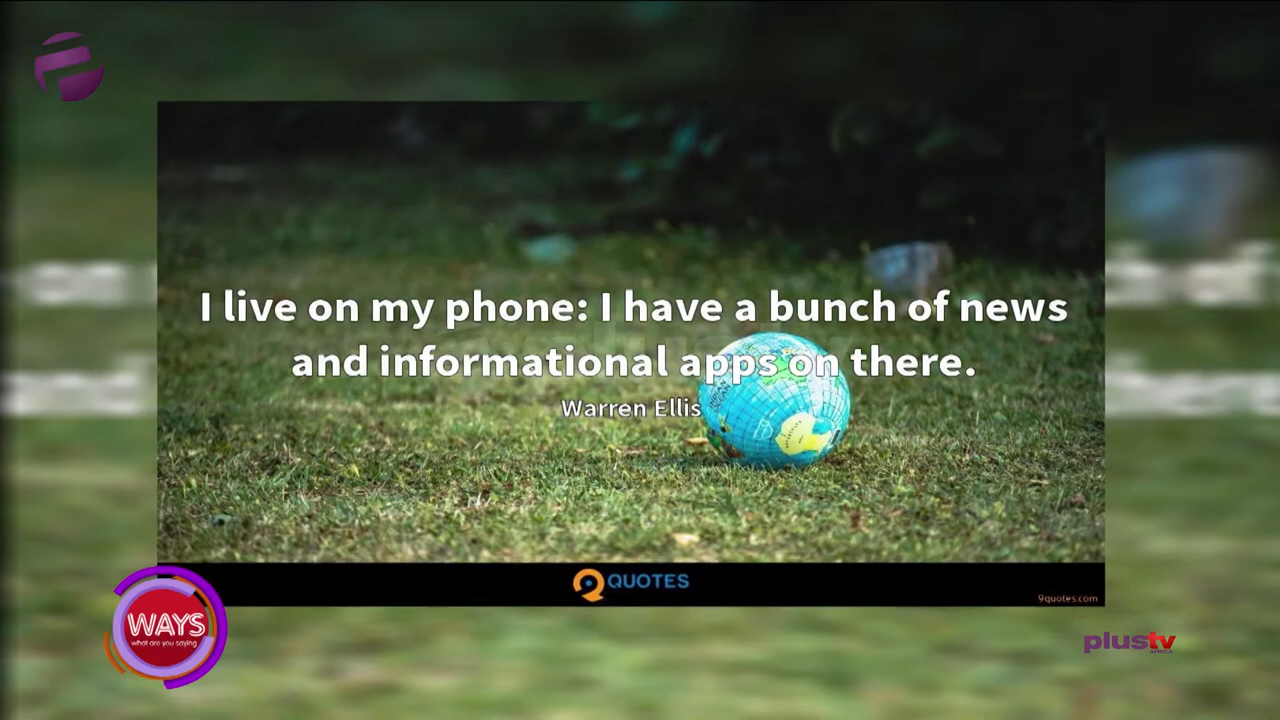 I live on my phone: I have a bunch of news
and informational apps on there.
Warren Ellis
QUOTES
9quotes.com
WAYS
what are you saying
plustv
AFRICA